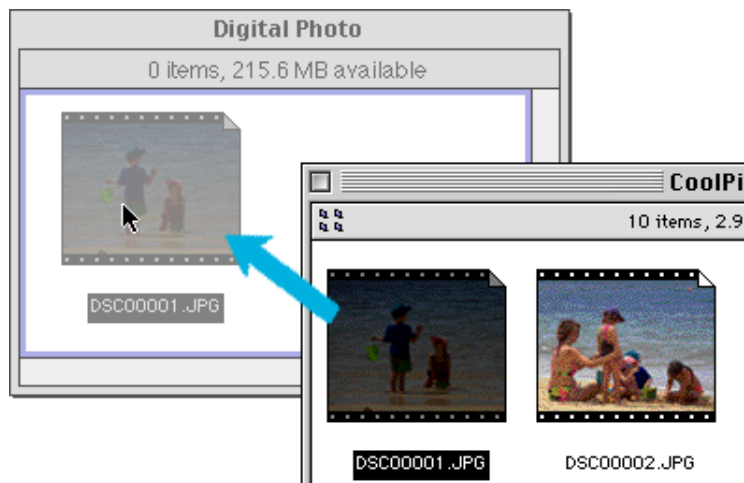 Digital Photo
0 items, 215.6 MB available
DSC00001.JPG
CoolPi
10 items, 2.9
DSC00001.JPG
DSC00002.JPG